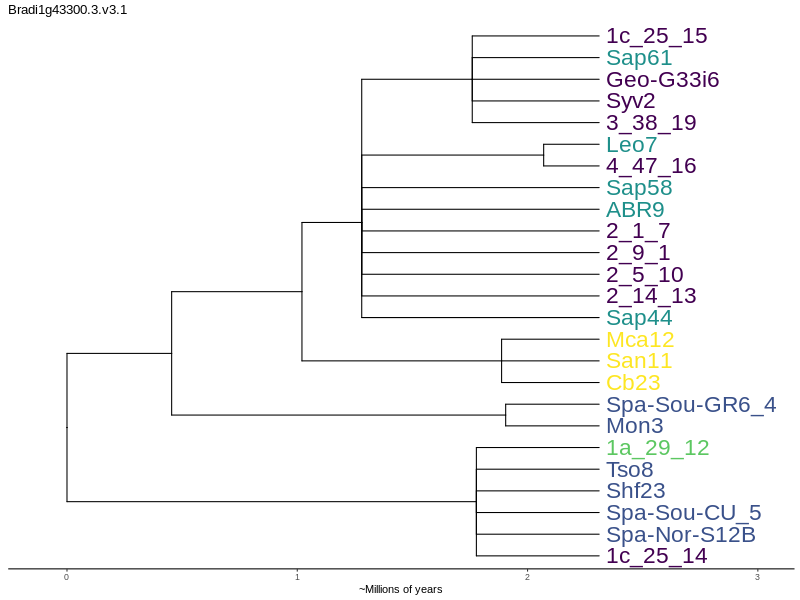 Bradi1g43300.3.v3.1
1c_25_15
Sap61
Geo-G33i6
Syv2
3_38_19
Leo7
4_47_16
Sap58
ABR9
2_1_7
2_9_1
2_5_10
2_14_13
Sap44
Mca12
San11
Cb23
Spa-Sou-GR6_4
Mon3
1a_29_12
Tso8
Shf23
Spa-Sou-CU_5
Spa-Nor-S12B
1c_25_14
0 1 2 3
~Millions of years